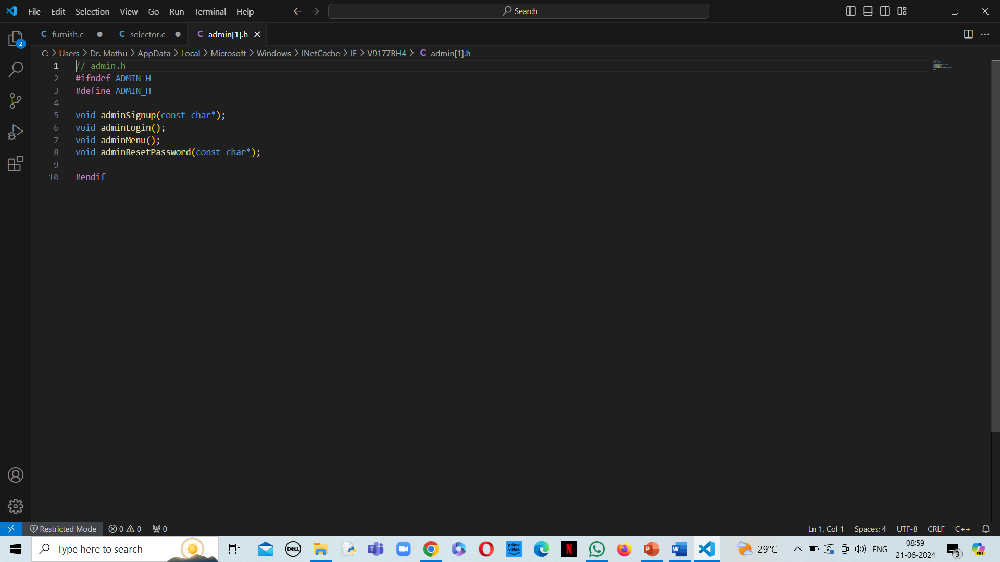 File Edit Selection View Go Run Terminal Help Search
furnish.c selector.c admin[1].h
C: > Users > Dr. Mathu > AppData > Local > Microsoft > Windows > INetCache > IE > V9177BH4 > C admin[1].h
1 // admin.h
2 #ifndef ADMIN_H
3 #define ADMIN_H
4
5 void adminSignup(const char*);
6 void adminLogin();
7 void adminMenu();
8 void adminResetPassword(const char*);
9
10 #endif
2
Restricted Mode 0 0 0 Ln 1, Col 1 Spaces: 4 UTF-8 CRLF C++
Type here to search DELL prime video N 29°C ENG 08:59
21-06-2024 3 PRE